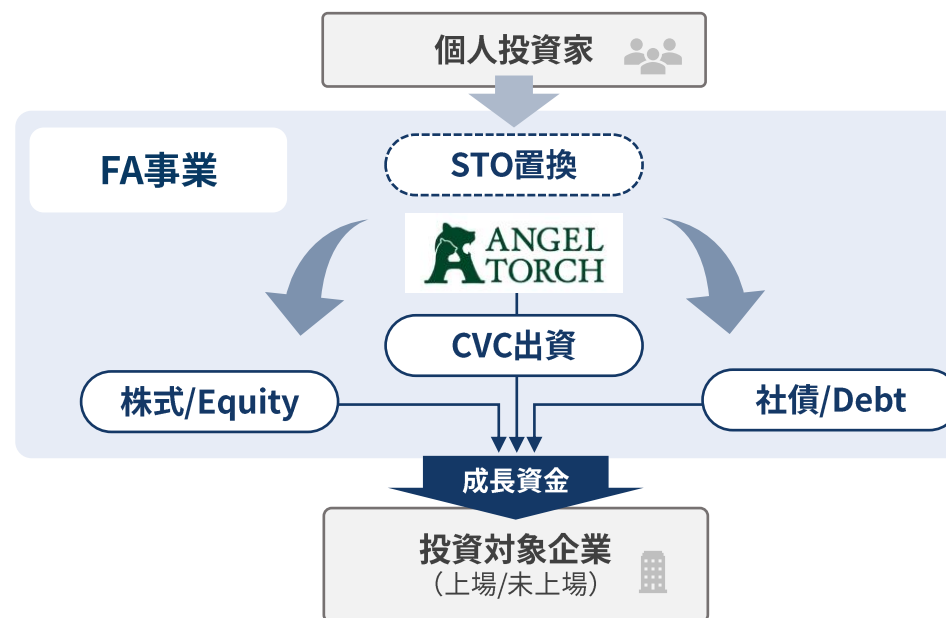 個人投資家
FA事業
STO置換
ANGEL
TORCH
CVC出資
株式/Equity
社債/Debt
成長資金
投資対象企業
（上場/未上場）